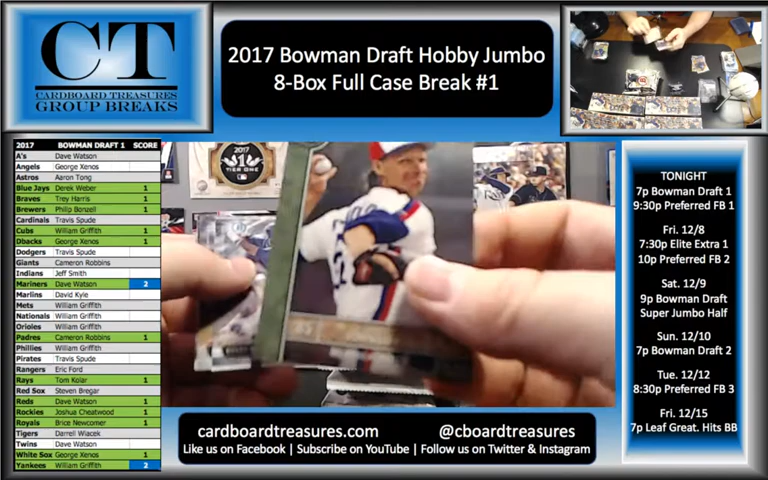 CT
CARDBOARD TREASURES
GROUP BREAKS
2017 Bowman Draft Hobby Jumbo
8-Box Full Case Break #1
2017 BOWMAN DRAFT 1 SCORE
A's Dave Watson
Angels George Xenos
Astros Aaron Tong
Blue Jays Derek Weber 1
Braves Trey Harris 1
Brewers Philip Bonzell 1
Cardinals Travis Spude
Cubs William Griffith 1
Dbacks George Xenos 1
Dodgers Travis Spude
Giants Cameron Robbins
Indians Jeff Smith
Mariners Dave Watson 2
Marlins David Kyle
Mets William Griffith
Nationals William Griffith
Orioles William Griffith
Padres Cameron Robbins 1
Phillies William Griffith
Pirates Travis Spude
Rangers Eric Ford
Rays Tom Kolar 1
Red Sox Steven Bregar
Reds Dave Watson 1
Rockies Joshua Cheatwood 1
Royals Brice Newcomer 1
Tigers Darrell Wiacek
Twins Dave Watson
White Sox George Xenos 1
Yankees William Griffith 2
2017
TIER ONE
TONIGHT
7p Bowman Draft 1
9:30p Preferred FB 1
Fri. 12/8
7:30p Elite Extra 1
10p Preferred FB 2
Sat. 12/9
9p Bowman Draft
Super Jumbo Half
Sun. 12/10
7p Bowman Draft 2
Tue. 12/12
8:30p Preferred FB 3
Fri. 12/15
7p Leaf Great. Hits BB
cardboardtreasures.com @cboardtreasures
Like us on Facebook | Subscribe on YouTube | Follow us on Twitter & Instagram